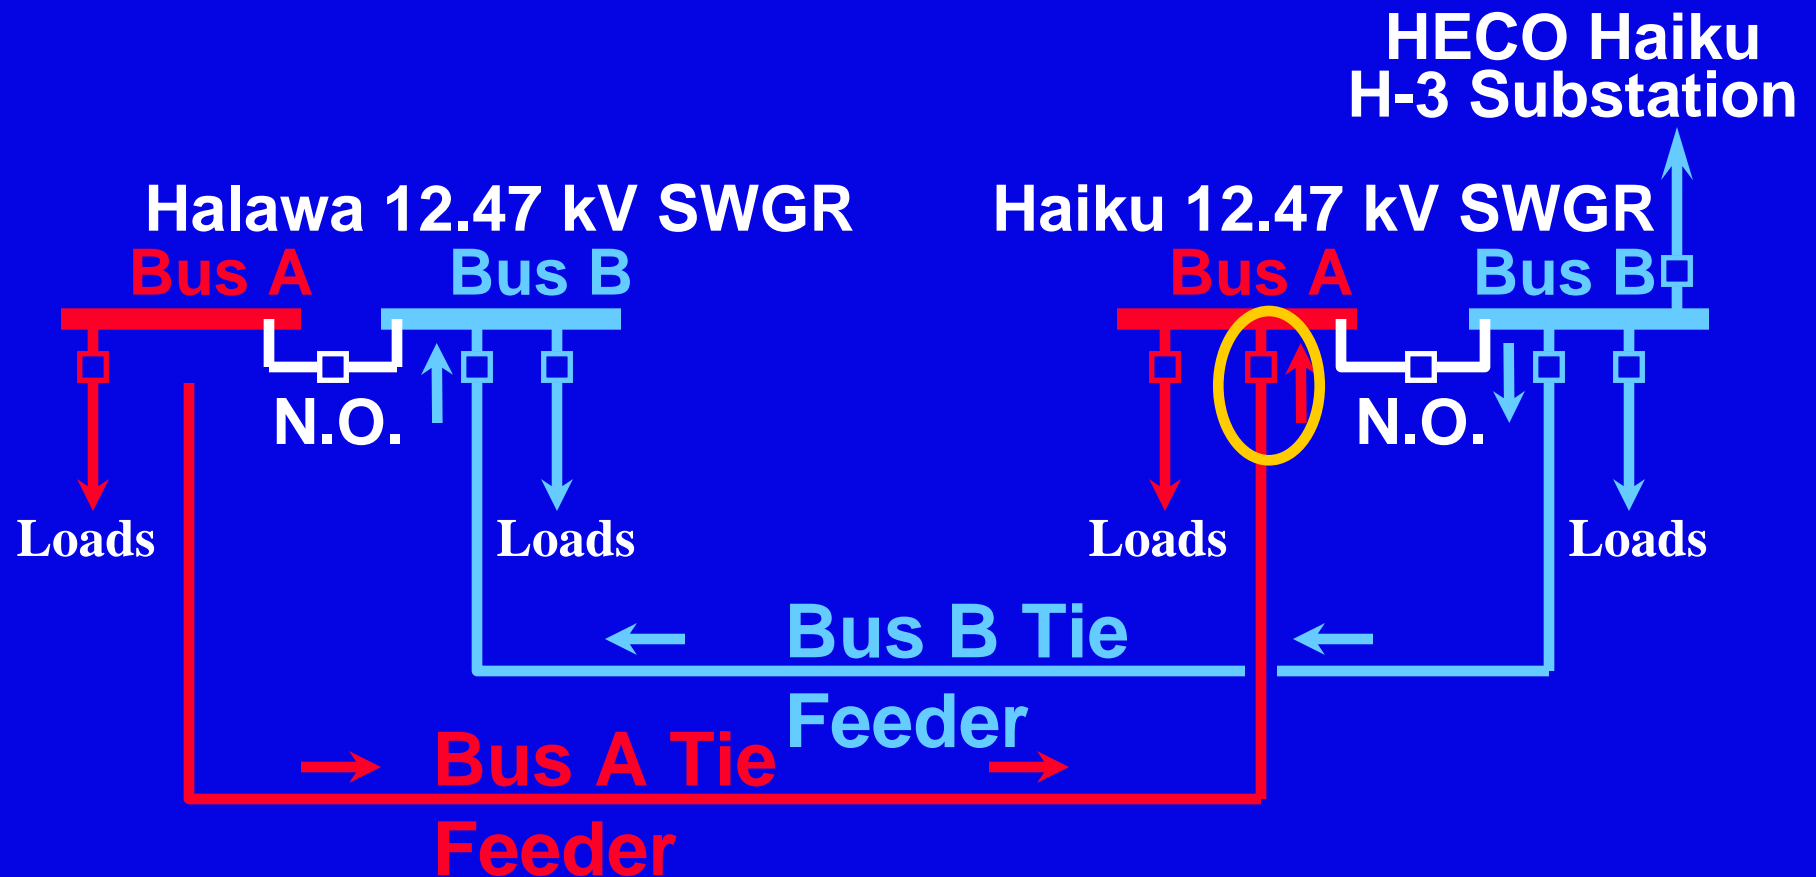 HECO Haiku
H-3 Substation
Halawa 12.47 kV SWGR
Haiku 12.47 kV SWGR
Bus A
Bus B
Bus A
Bus B
N.O.
N.O.
Loads
Loads
Loads
Loads
Bus B Tie
Feeder
Bus A Tie
Feeder